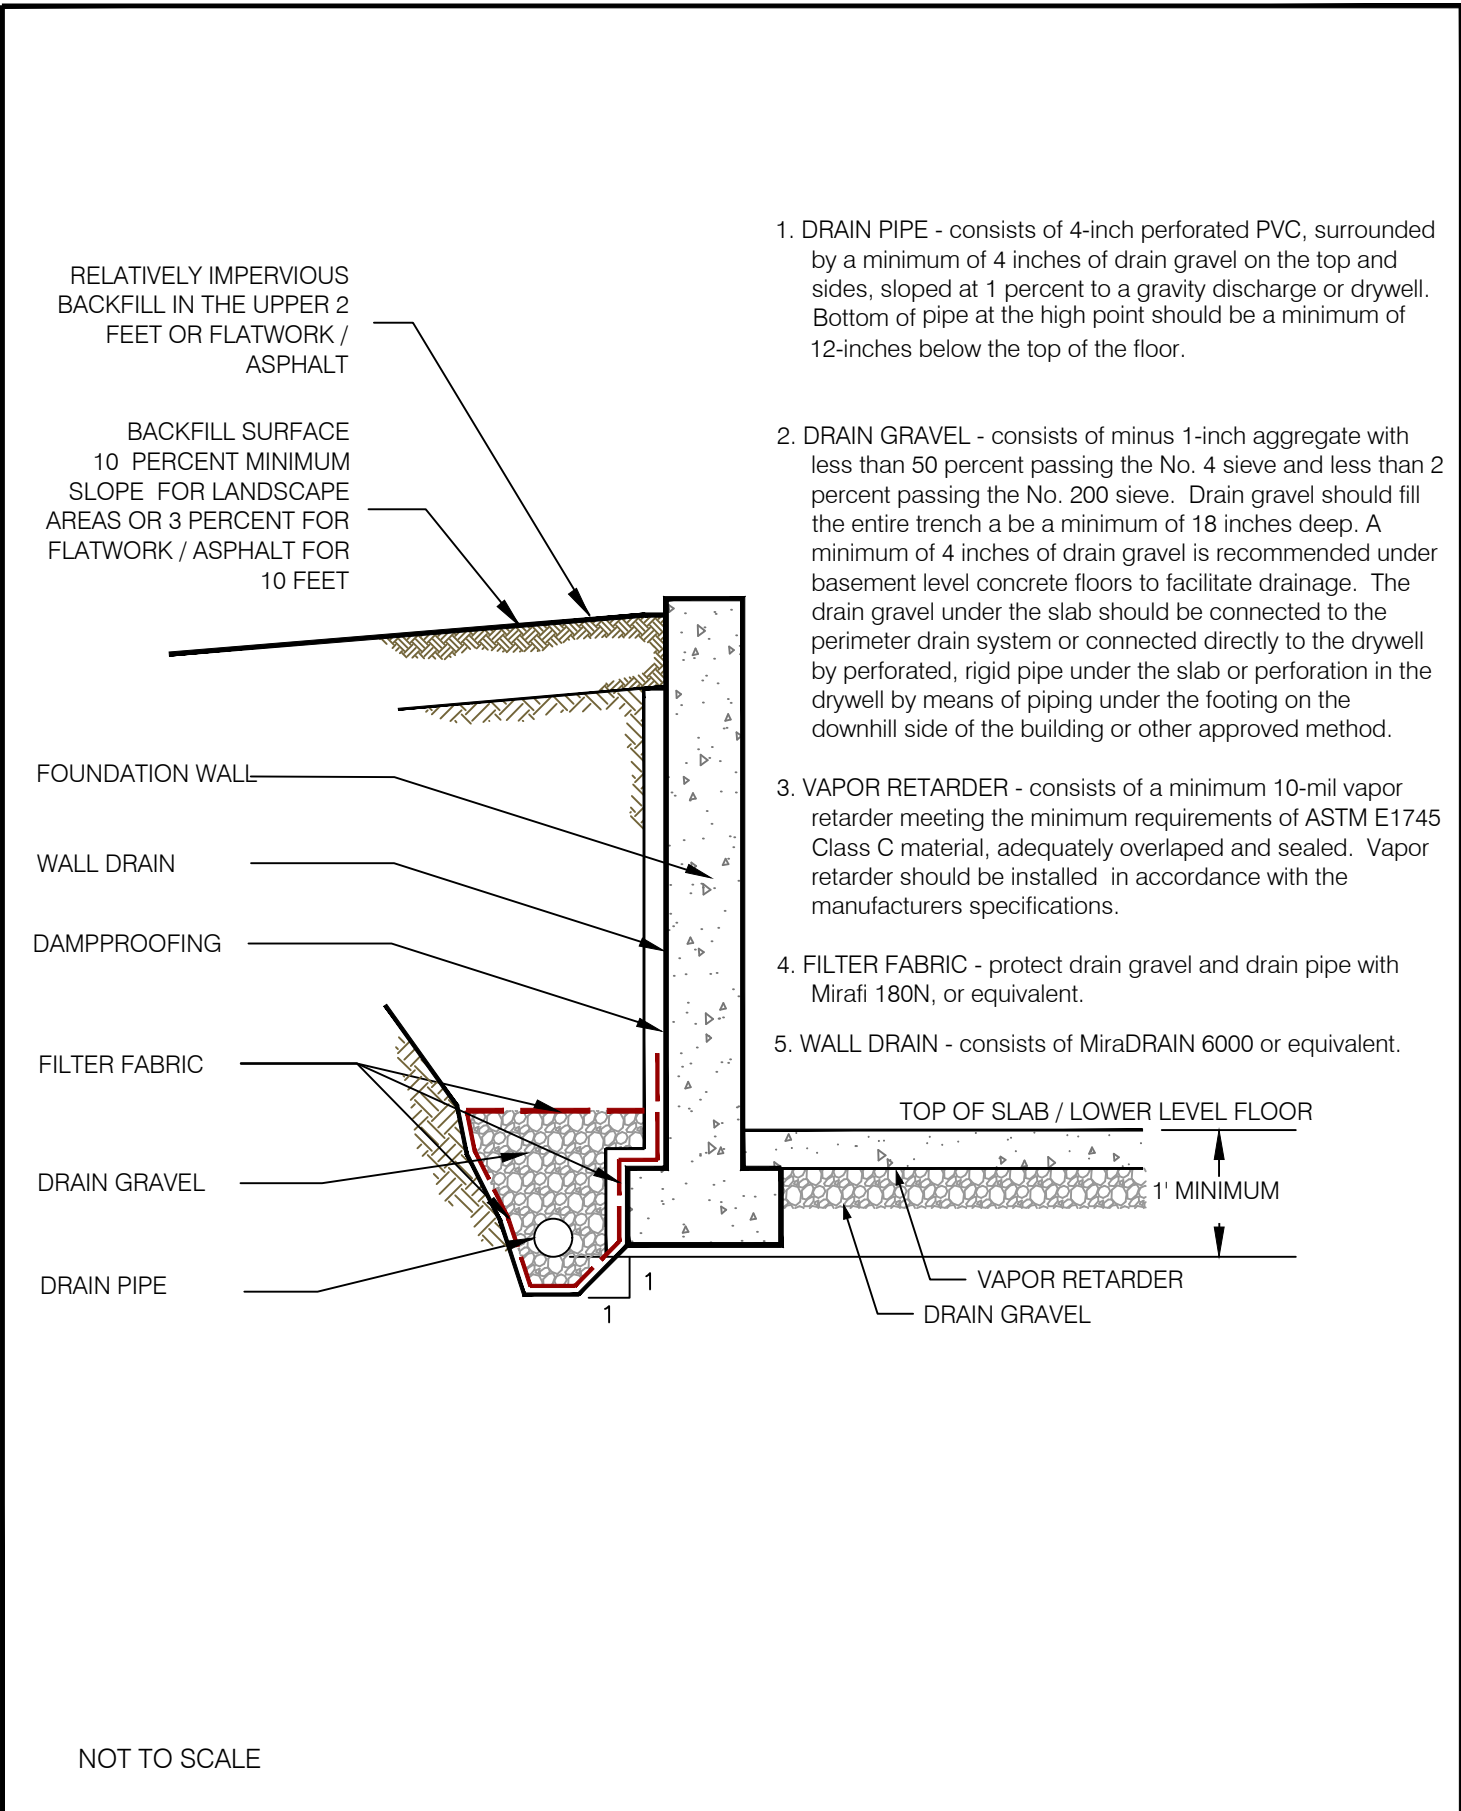 RELATIVELY IMPERVIOUS
BACKFILL IN THE UPPER 2
FEET OR FLATWORK /
ASPHALT
BACKFILL SURFACE
10 PERCENT MINIMUM
SLOPE FOR LANDSCAPE
AREAS OR 3 PERCENT FOR
FLATWORK / ASPHALT FOR
10 FEET
FOUNDATION WALL
WALL DRAIN
DAMPPROOFING
FILTER FABRIC
DRAIN GRAVEL
DRAIN PIPE
1. DRAIN PIPE - consists of 4-inch perforated PVC, surrounded
by a minimum of 4 inches of drain gravel on the top and
sides, sloped at 1 percent to a gravity discharge or drywell.
Bottom of pipe at the high point should be a minimum of
12-inches below the top of the floor.
2. DRAIN GRAVEL - consists of minus 1-inch aggregate with
less than 50 percent passing the No. 4 sieve and less than 2
percent passing the No. 200 sieve. Drain gravel should fill
the entire trench a be a minimum of 18 inches deep. A
minimum of 4 inches of drain gravel is recommended under
basement level concrete floors to facilitate drainage. The
drain gravel under the slab should be connected to the
perimeter drain system or connected directly to the drywell
by perforated, rigid pipe under the slab or perforation in the
drywell by means of piping under the footing on the
downhill side of the building or other approved method.
3. VAPOR RETARDER - consists of a minimum 10-mil vapor
retarder meeting the minimum requirements of ASTM E1745
Class C material, adequately overlaped and sealed. Vapor
retarder should be installed in accordance with the
manufacturers specifications.
4. FILTER FABRIC - protect drain gravel and drain pipe with
Mirafi 180N, or equivalent.
5. WALL DRAIN - consists of MiraDRAIN 6000 or equivalent.
TOP OF SLAB / LOWER LEVEL FLOOR
1' MINIMUM
VAPOR RETARDER
DRAIN GRAVEL
1
1
NOT TO SCALE